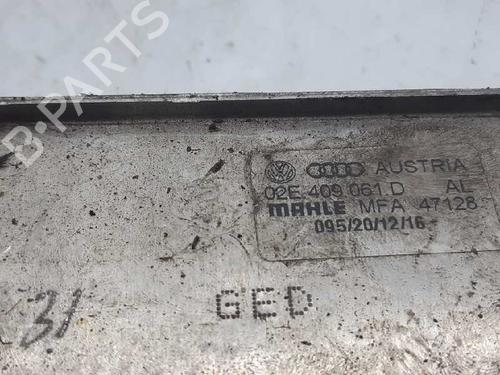 B-PARTS
AUSTRIA
02E 409 061 D AL
MAHLE MFA 47128
095/20/12/16
GED
31